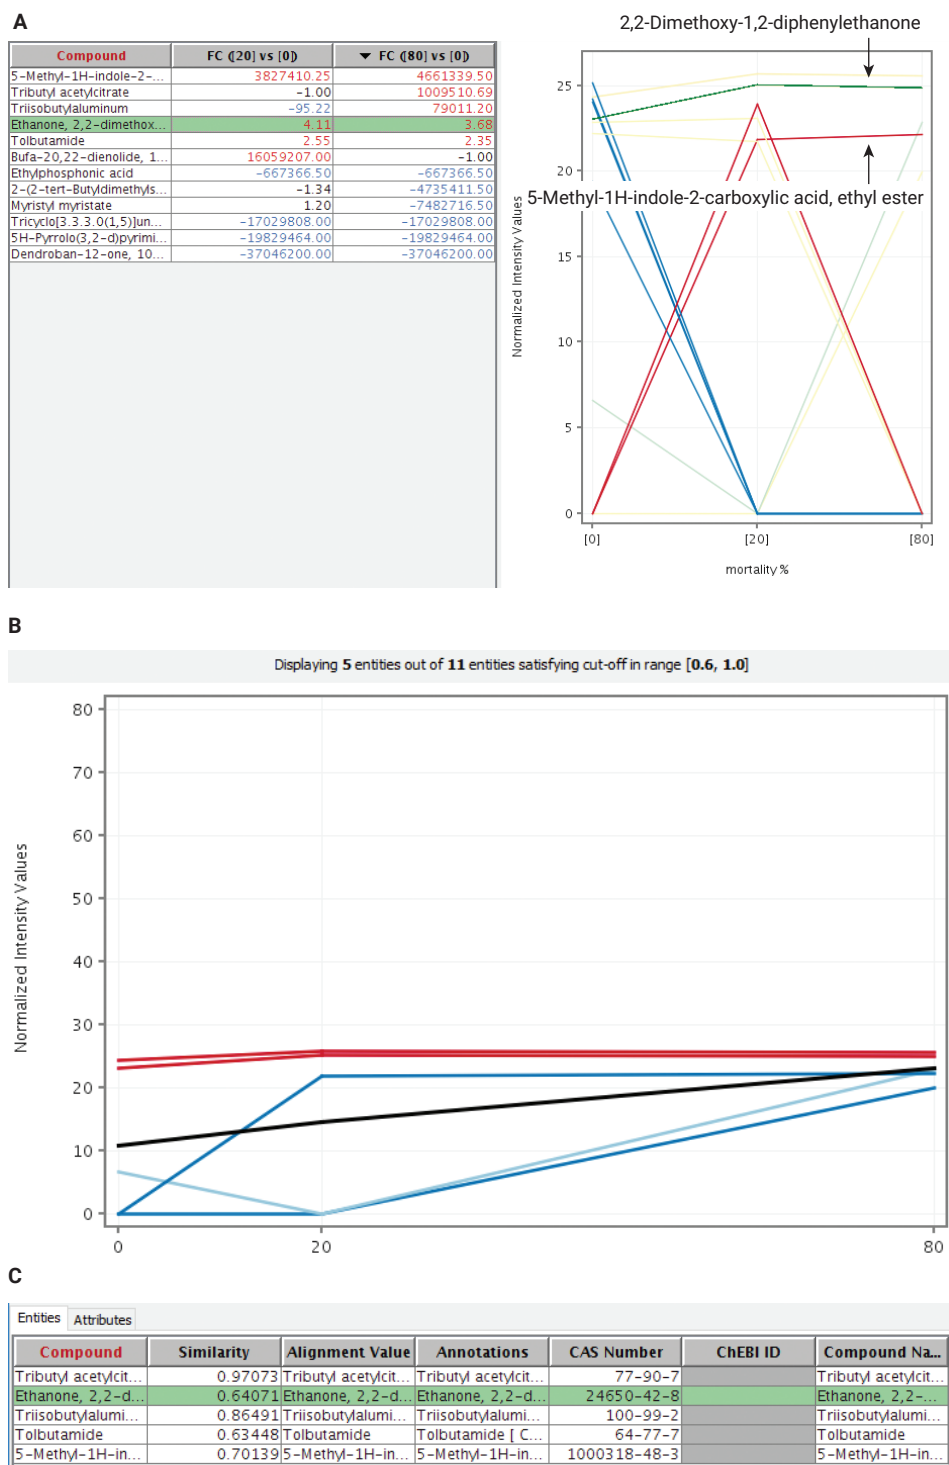 A
2,2-Dimethoxy-1,2-diphenylethanone
Compound FC ([20] vs [0]) FC ([80] vs [0])
5-Methyl-1H-indole-2-... 3827410.25 4661339.50
Tributyl acetylcitrate -1.00 1009510.69
Triisobutylaluminum -95.22 79011.20
Ethanone, 2,2-dimethox... 4.11 3.68
Tolbutamide 2.55 2.35
Bufa-20,22-dienolide, 1... 16059207.00 -1.00
Ethylphosphonic acid -667366.50 -667366.50
2-(2-tert-Butyldimethyls... -1.34 -4735411.50
Myristyl myristate 1.20 -7482716.50
Tricyclo[3.3.3.0(1,5)]un... -17029808.00 -17029808.00
5H-Pyrrolo(3,2-d)pyrimi... -19829464.00 -19829464.00
Dendroban-12-one, 10... -37046200.00 -37046200.00
25
20
5-Methyl-1H-indole-2-carboxylic acid, ethyl ester
15
10
5
0
Normalized Intensity Values
[0] [20] [80]
mortality %
B
Displaying 5 entities out of 11 entities satisfying cut-off in range [0.6, 1.0]
80
70
60
50
40
30
20
10
0
Normalized Intensity Values
0 20 80
C
Entities Attributes
Compound Similarity Alignment Value Annotations CAS Number ChEBI ID Compound Na...
Tributyl acetylcit... 0.97073 Tributyl acetylcit... Tributyl acetylcit... 77-90-7 Tributyl acetylcit...
Ethanone, 2,2-d... 0.64071 Ethanone, 2,2-d... Ethanone, 2,2-d... 24650-42-8 Ethanone, 2,2-...
Triisobutylalumi... 0.86491 Triisobutylalumi... Triisobutylalumi... 100-99-2 Triisobutylalumi...
Tolbutamide 0.63448 Tolbutamide Tolbutamide [ C... 64-77-7 Tolbutamide
5-Methyl-1H-in... 0.70139 5-Methyl-1H-in... 5-Methyl-1H-in... 1000318-48-3 5-Methyl-1H-in...